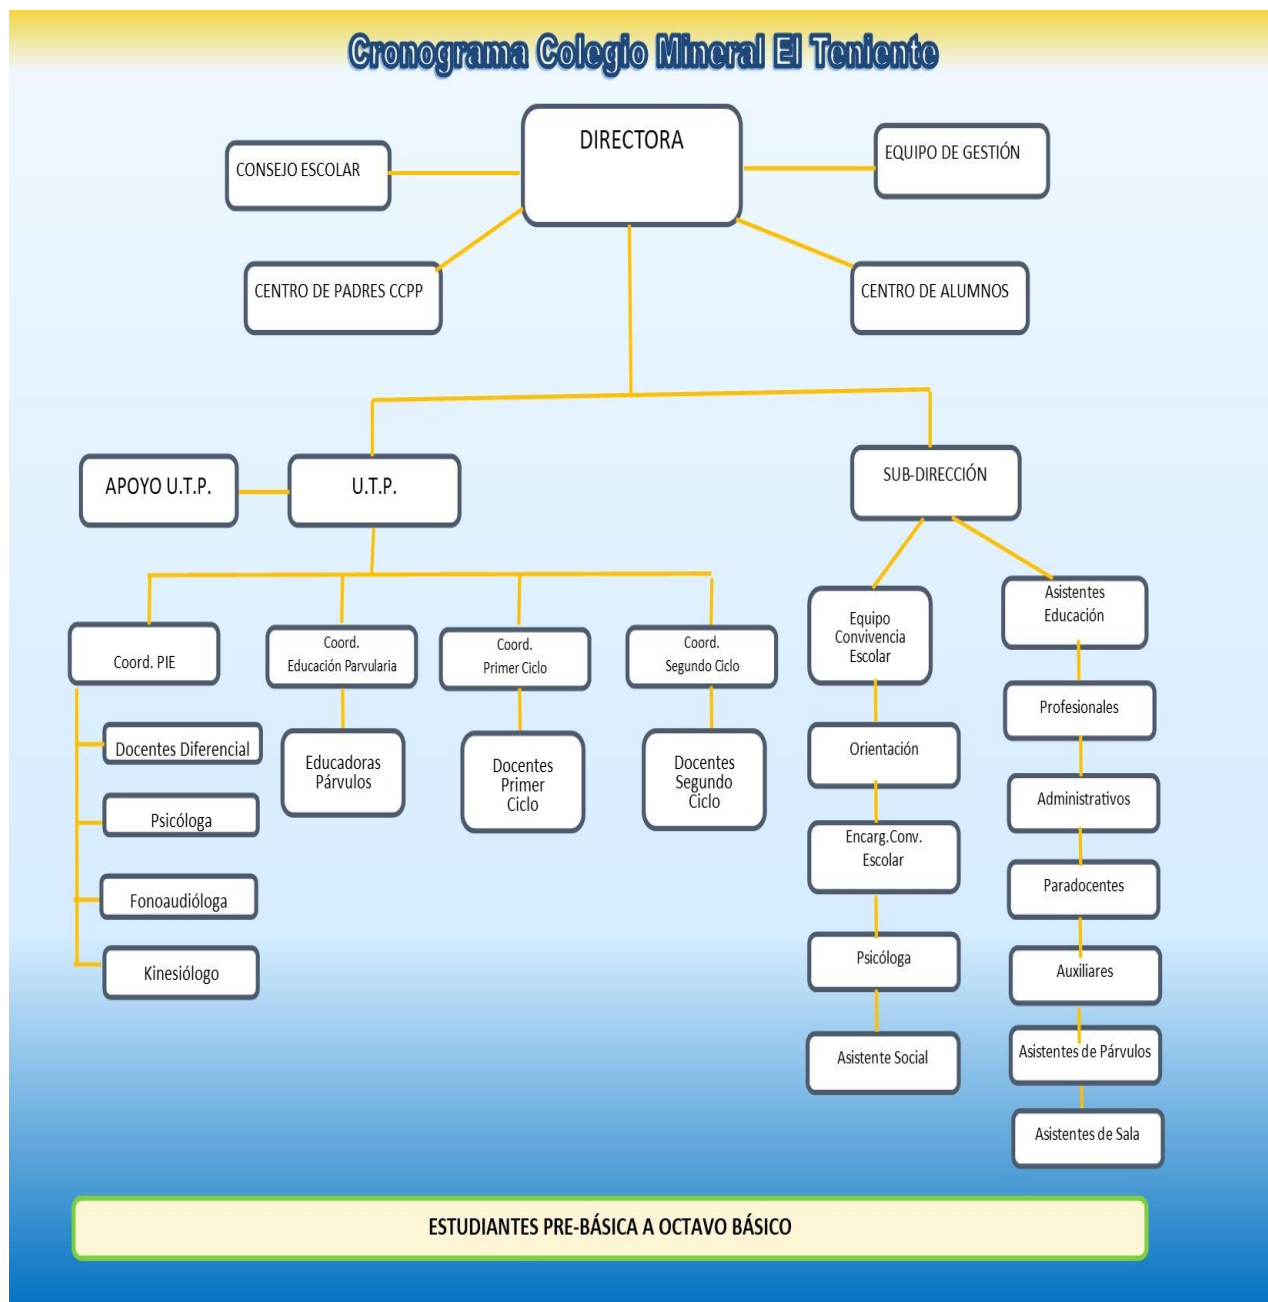 Cronograma Colegio Mineral El Teniente
DIRECTORA
CONSEJO ESCOLAR
EQUIPO DE GESTIÓN
CENTRO DE PADRES CCPP
CENTRO DE ALUMNOS
APOYO U.T.P.
U.T.P.
SUB-DIRECCIÓN
Coord. PIE
Coord.
Educación Parvularia
Coord.
Primer Ciclo
Coord.
Segundo Ciclo
Equipo
Convivencia
Escolar
Asistentes
Educación
Docentes Diferencial
Psicóloga
Fonoaudióloga
Kinesiólogo
Educadoras
Párvulos
Docentes
Primer
Ciclo
Docentes
Segundo
Ciclo
Orientación
Encarg.Conv.
Escolar
Psicóloga
Asistente Social
Profesionales
Administrativos
Paradocentes
Auxiliares
Asistentes de Párvulos
Asistentes de Sala
ESTUDIANTES PRE-BÁSICA A OCTAVO BÁSICO